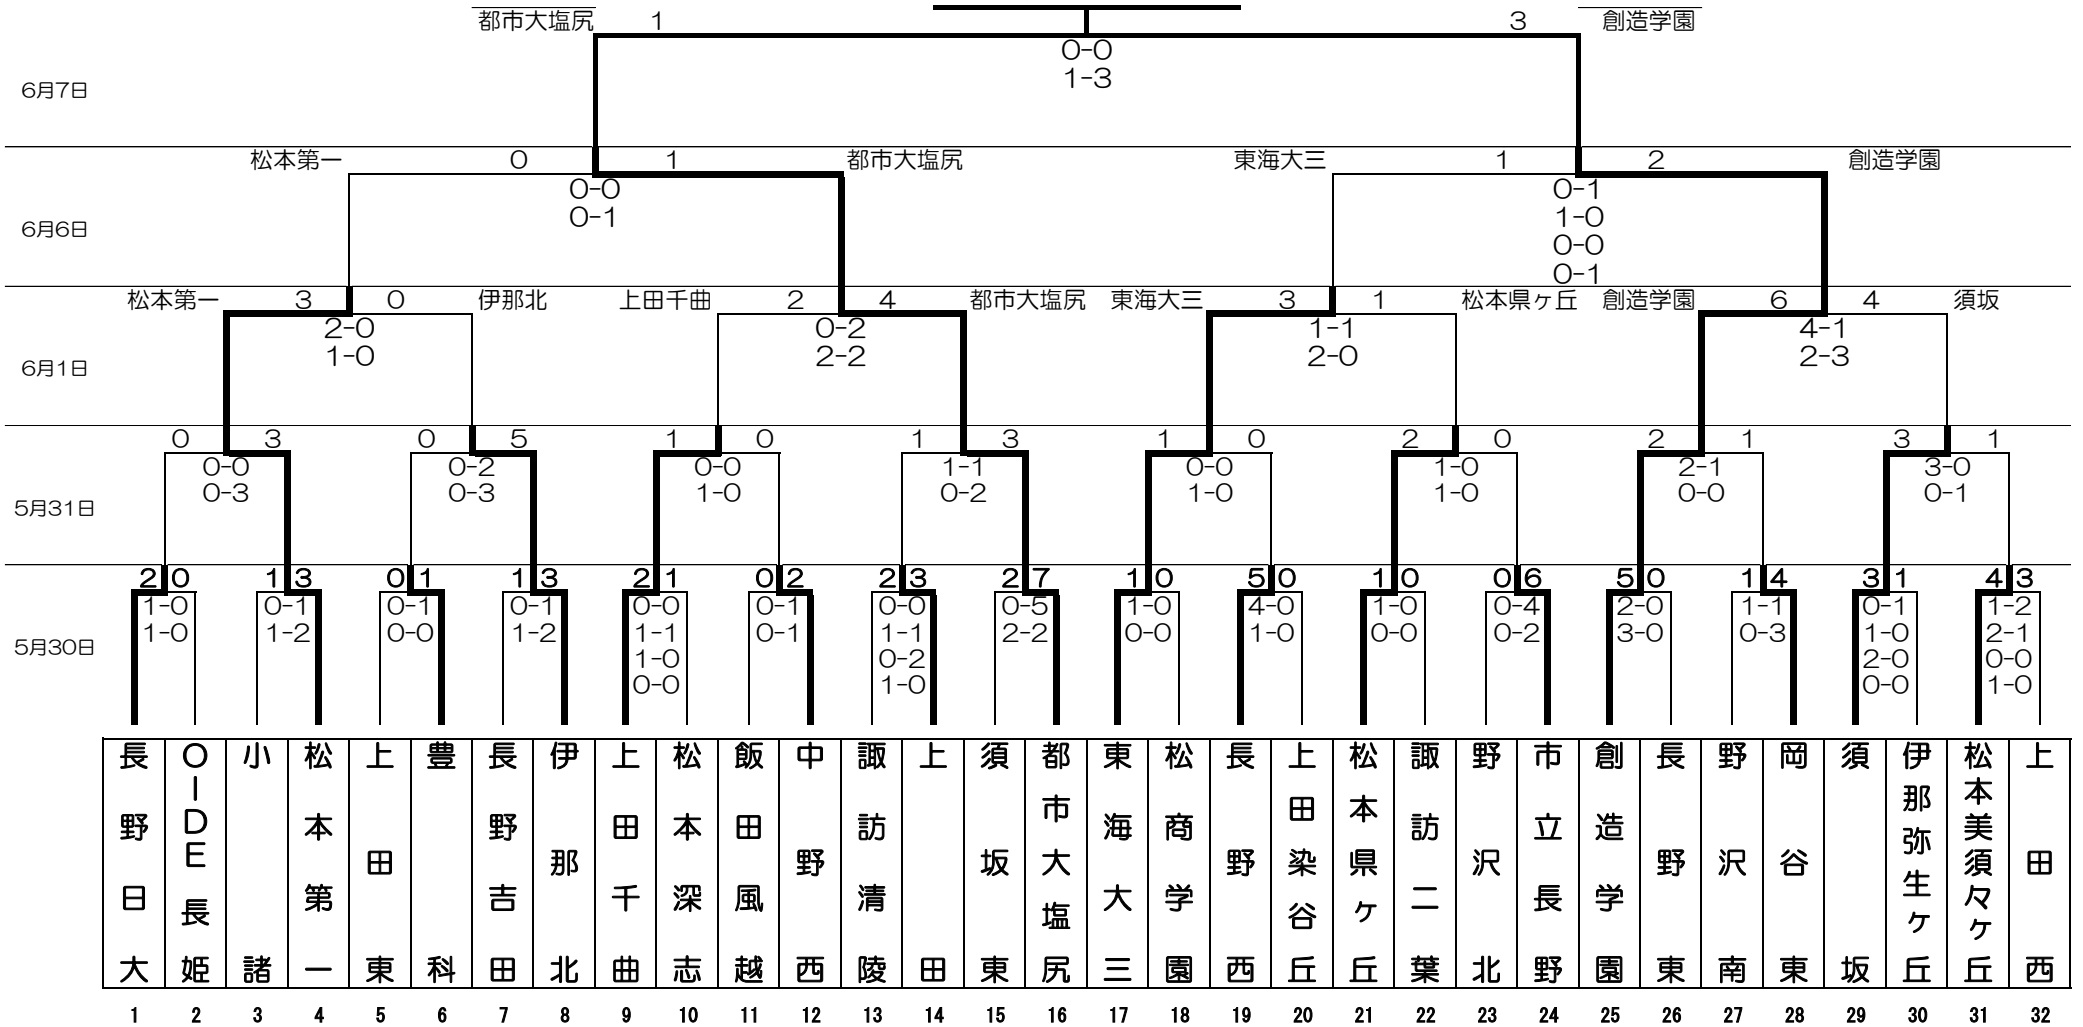 都市大塩尻 1 3 創造学園
0-0
1-3
6月7日
松本第一 0 1 都市大塩尻 東海大三 1 2 創造学園
0-0 0-1
0-1 1-0
6月6日 0-0
0-1
松本第一 3 0 伊那北 上田千曲 2 4 都市大塩尻 東海大三 3 1 松本県ヶ丘 創造学園 6 4 須坂
2-0 0-2 1-1 4-1
1-0 2-2 2-0 2-3
6月1日
0 3 0 5 1 0 1 3 1 0 2 0 2 1 3 1
0-0 0-2 0-0 1-1 0-0 1-0 2-1 3-0
0-3 0-3 1-0 0-2 1-0 1-0 0-0 0-1
5月31日
2 0 1 3 0 1 1 3 2 1 0 2 2 3 2 7 1 0 5 0 1 0 0 6 5 0 1 4 3 1 4 3
1-0 0-1 0-1 0-1 0-0 0-1 0-0 0-5 1-0 4-0 1-0 0-4 2-0 1-1 0-1 1-2
1-0 1-2 0-0 1-2 1-1 0-1 1-1 2-2 0-0 1-0 0-0 0-2 3-0 0-3 1-0 2-1
5月30日 1-0 0-2 2-0 0-0
0-0 1-0 0-0 1-0
長野日大
OIDE長姫
小諸
松本第一
上田東
豊科
長野吉田
伊那北
上田千曲
松本深志
飯田風越
中野西
諏訪清陵
上田
須坂東
都市大塩尻
東海大三
松商学園
長野西
上田染谷丘
松本県ヶ丘
諏訪二葉
野沢北
市立長野
創造学園
長野東
野沢南
岡谷東
須坂
伊那弥生ヶ丘
松本美須々ヶ丘
上田西
1 2 3 4 5 6 7 8 9 10 11 12 13 14 15 16 17 18 19 20 21 22 23 24 25 26 27 28 29 30 31 32